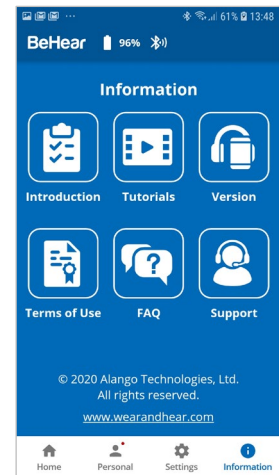 61% 13:48
BeHear 96%
Information
Introduction Tutorials Version
Terms of Use FAQ Support
© 2020 Alango Technologies, Ltd.
All rights reserved.
www.wearandhear.com
Home Personal Settings Information